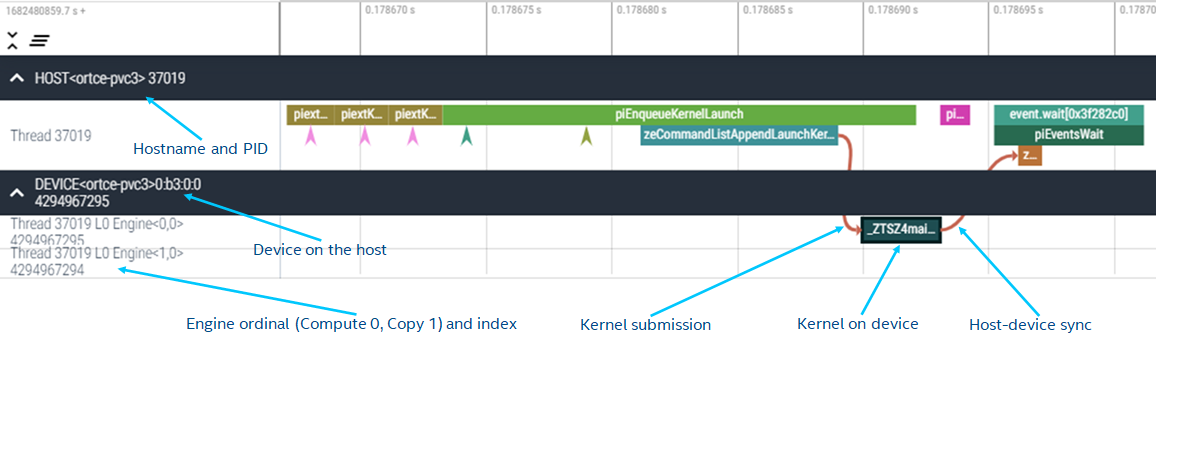 1682480859.7 s +
0.178670 s
0.178675 s
0.178680 s
0.178685 s
0.178690 s
0.178695 s
0.17870
HOST<ortce-pvc3> 37019
piext...
piextK...
piextK...
piEnqueueKernelLaunch
pi...
event.wait[0x3f282c0]
Thread 37019
zeCommandListAppendLaunchKer...
piEventsWait
Hostname and PID
z...
DEVICE<ortce-pvc3>0:b3:0:0
4294967295
Thread 37019 L0 Engine<0,0>
4294967295
_ZTSZ4mai...
Thread 37019 L0 Engine<1,0>
4294967294
Device on the host
Engine ordinal (Compute 0, Copy 1) and index
Kernel submission
Kernel on device
Host-device sync